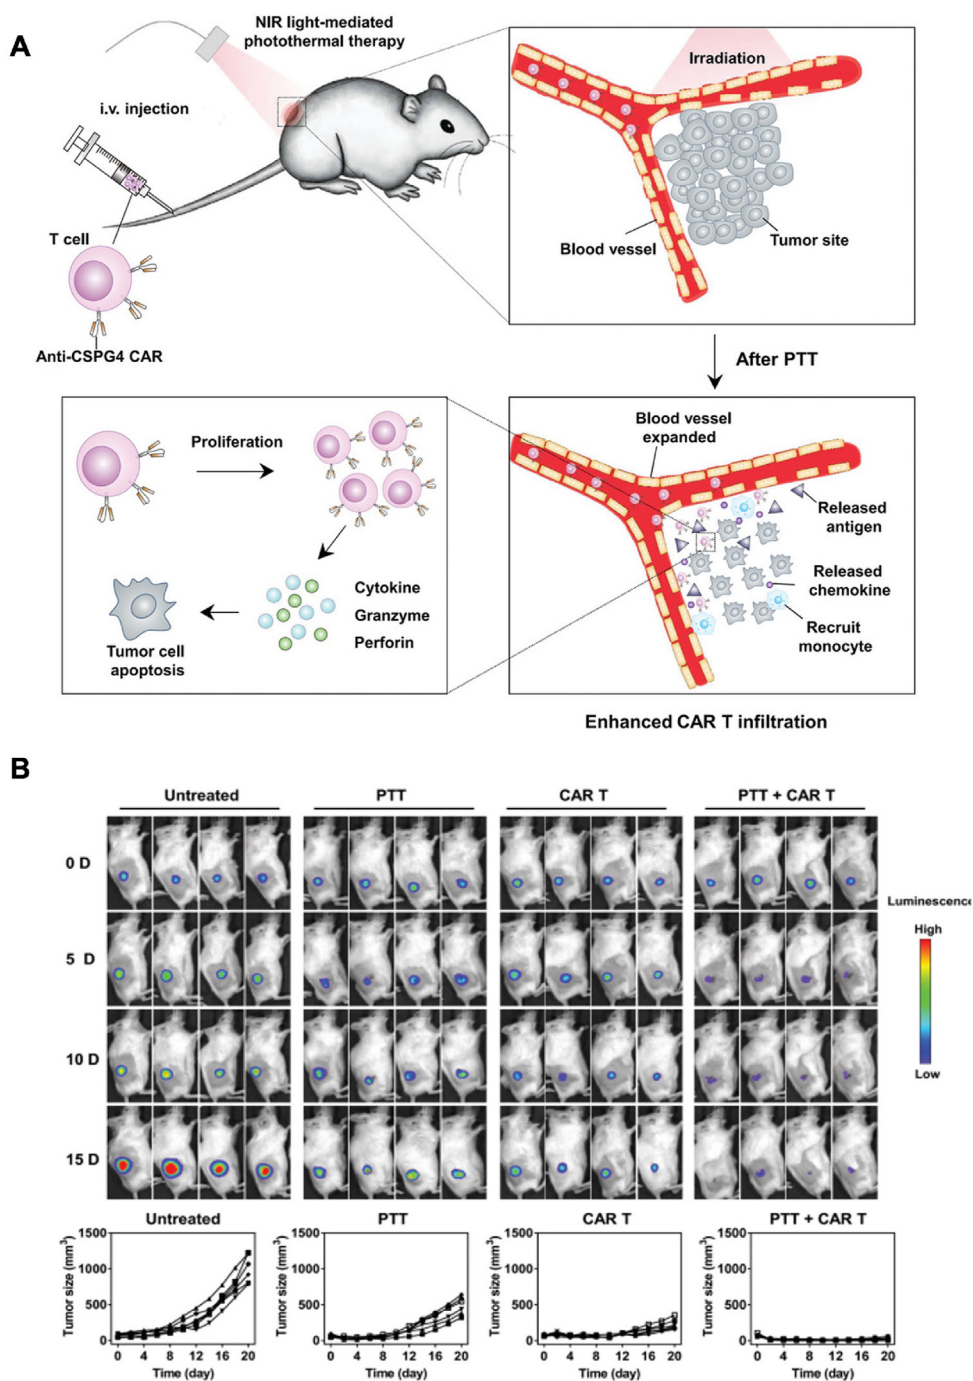 A
NIR light-mediated
photothermal therapy
i.v. injection
T cell
Anti-CSPG4 CAR
Irradiation
Blood vessel
Tumor site
After PTT
Proliferation
Cytokine
Granzyme
Perforin
Tumor cell
apoptosis
Blood vessel
expanded
Released
antigen
Released
chemokine
Recruit
monocyte
Enhanced CAR T infiltration
B
Untreated PTT CAR T PTT + CAR T
0 D
5 D
10 D
15 D
Luminescence
High
Low
Untreated
Tumor size (mm³)
1500
1000
500
0
0 4 8 12 16 20
Time (day)
PTT
Tumor size (mm³)
1500
1000
500
0
0 4 8 12 16 20
Time (day)
CAR T
Tumor size (mm³)
1500
1000
500
0
0 4 8 12 16 20
Time (day)
PTT + CAR T
Tumor size (mm³)
1500
1000
500
0
0 4 8 12 16 20
Time (day)